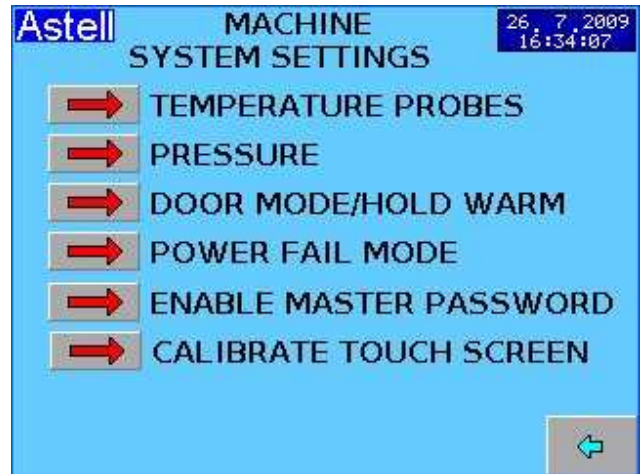 Astell
MACHINE
SYSTEM SETTINGS
26. 7.2009
16:34:07
TEMPERATURE PROBES
PRESSURE
DOOR MODE/HOLD WARM
POWER FAIL MODE
ENABLE MASTER PASSWORD
CALIBRATE TOUCH SCREEN